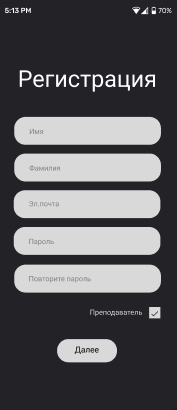 5:13 PM 70%
Регистрация
Имя
Фамилия
Эл.почта
Пароль
Повторите пароль
Преподаватель
Далее